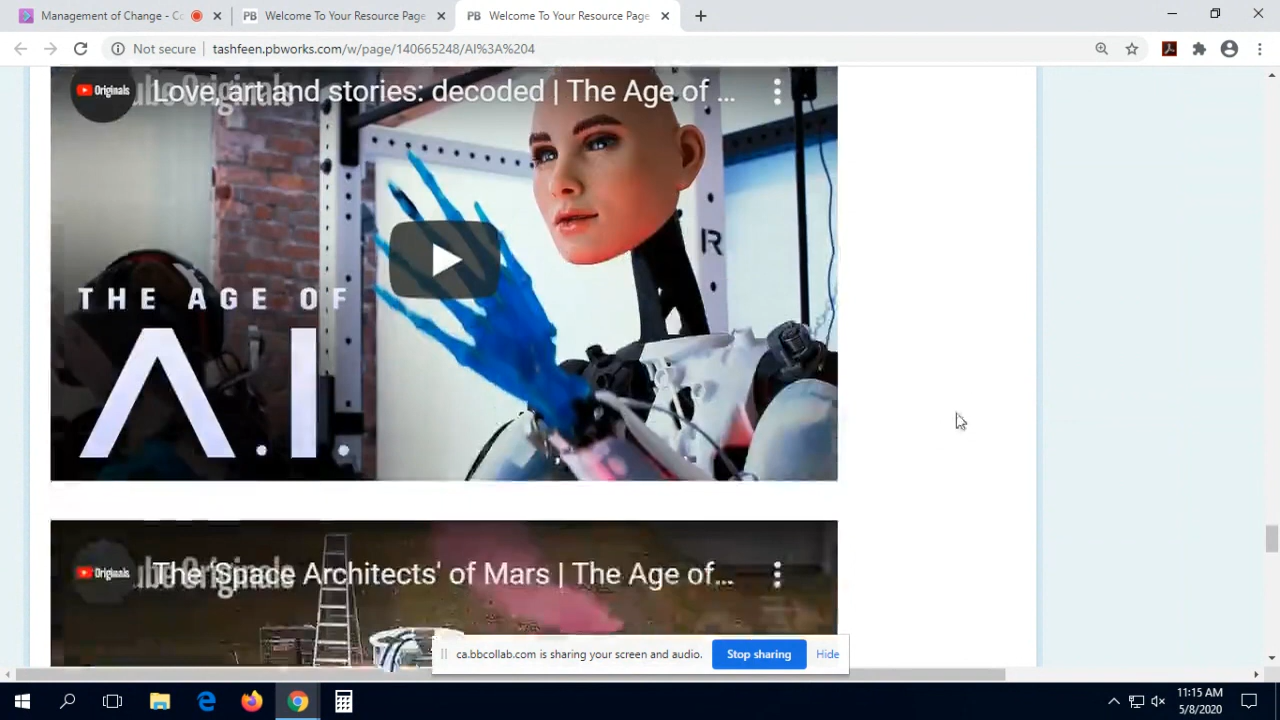 Management of Change - Co
Welcome To Your Resource Page
Welcome To Your Resource Page
Not secure
tashfeen.pbworks.com/w/page/140665248/AI%3A%204
Originals
Love, art and stories: decoded | The Age of ...
R
THE AGE OF
A.I.
Originals
The 'Space Architects' of Mars | The Age of...
ca.bbcollab.com is sharing your screen and audio.
Stop sharing
Hide
11:15 AM
5/8/2020